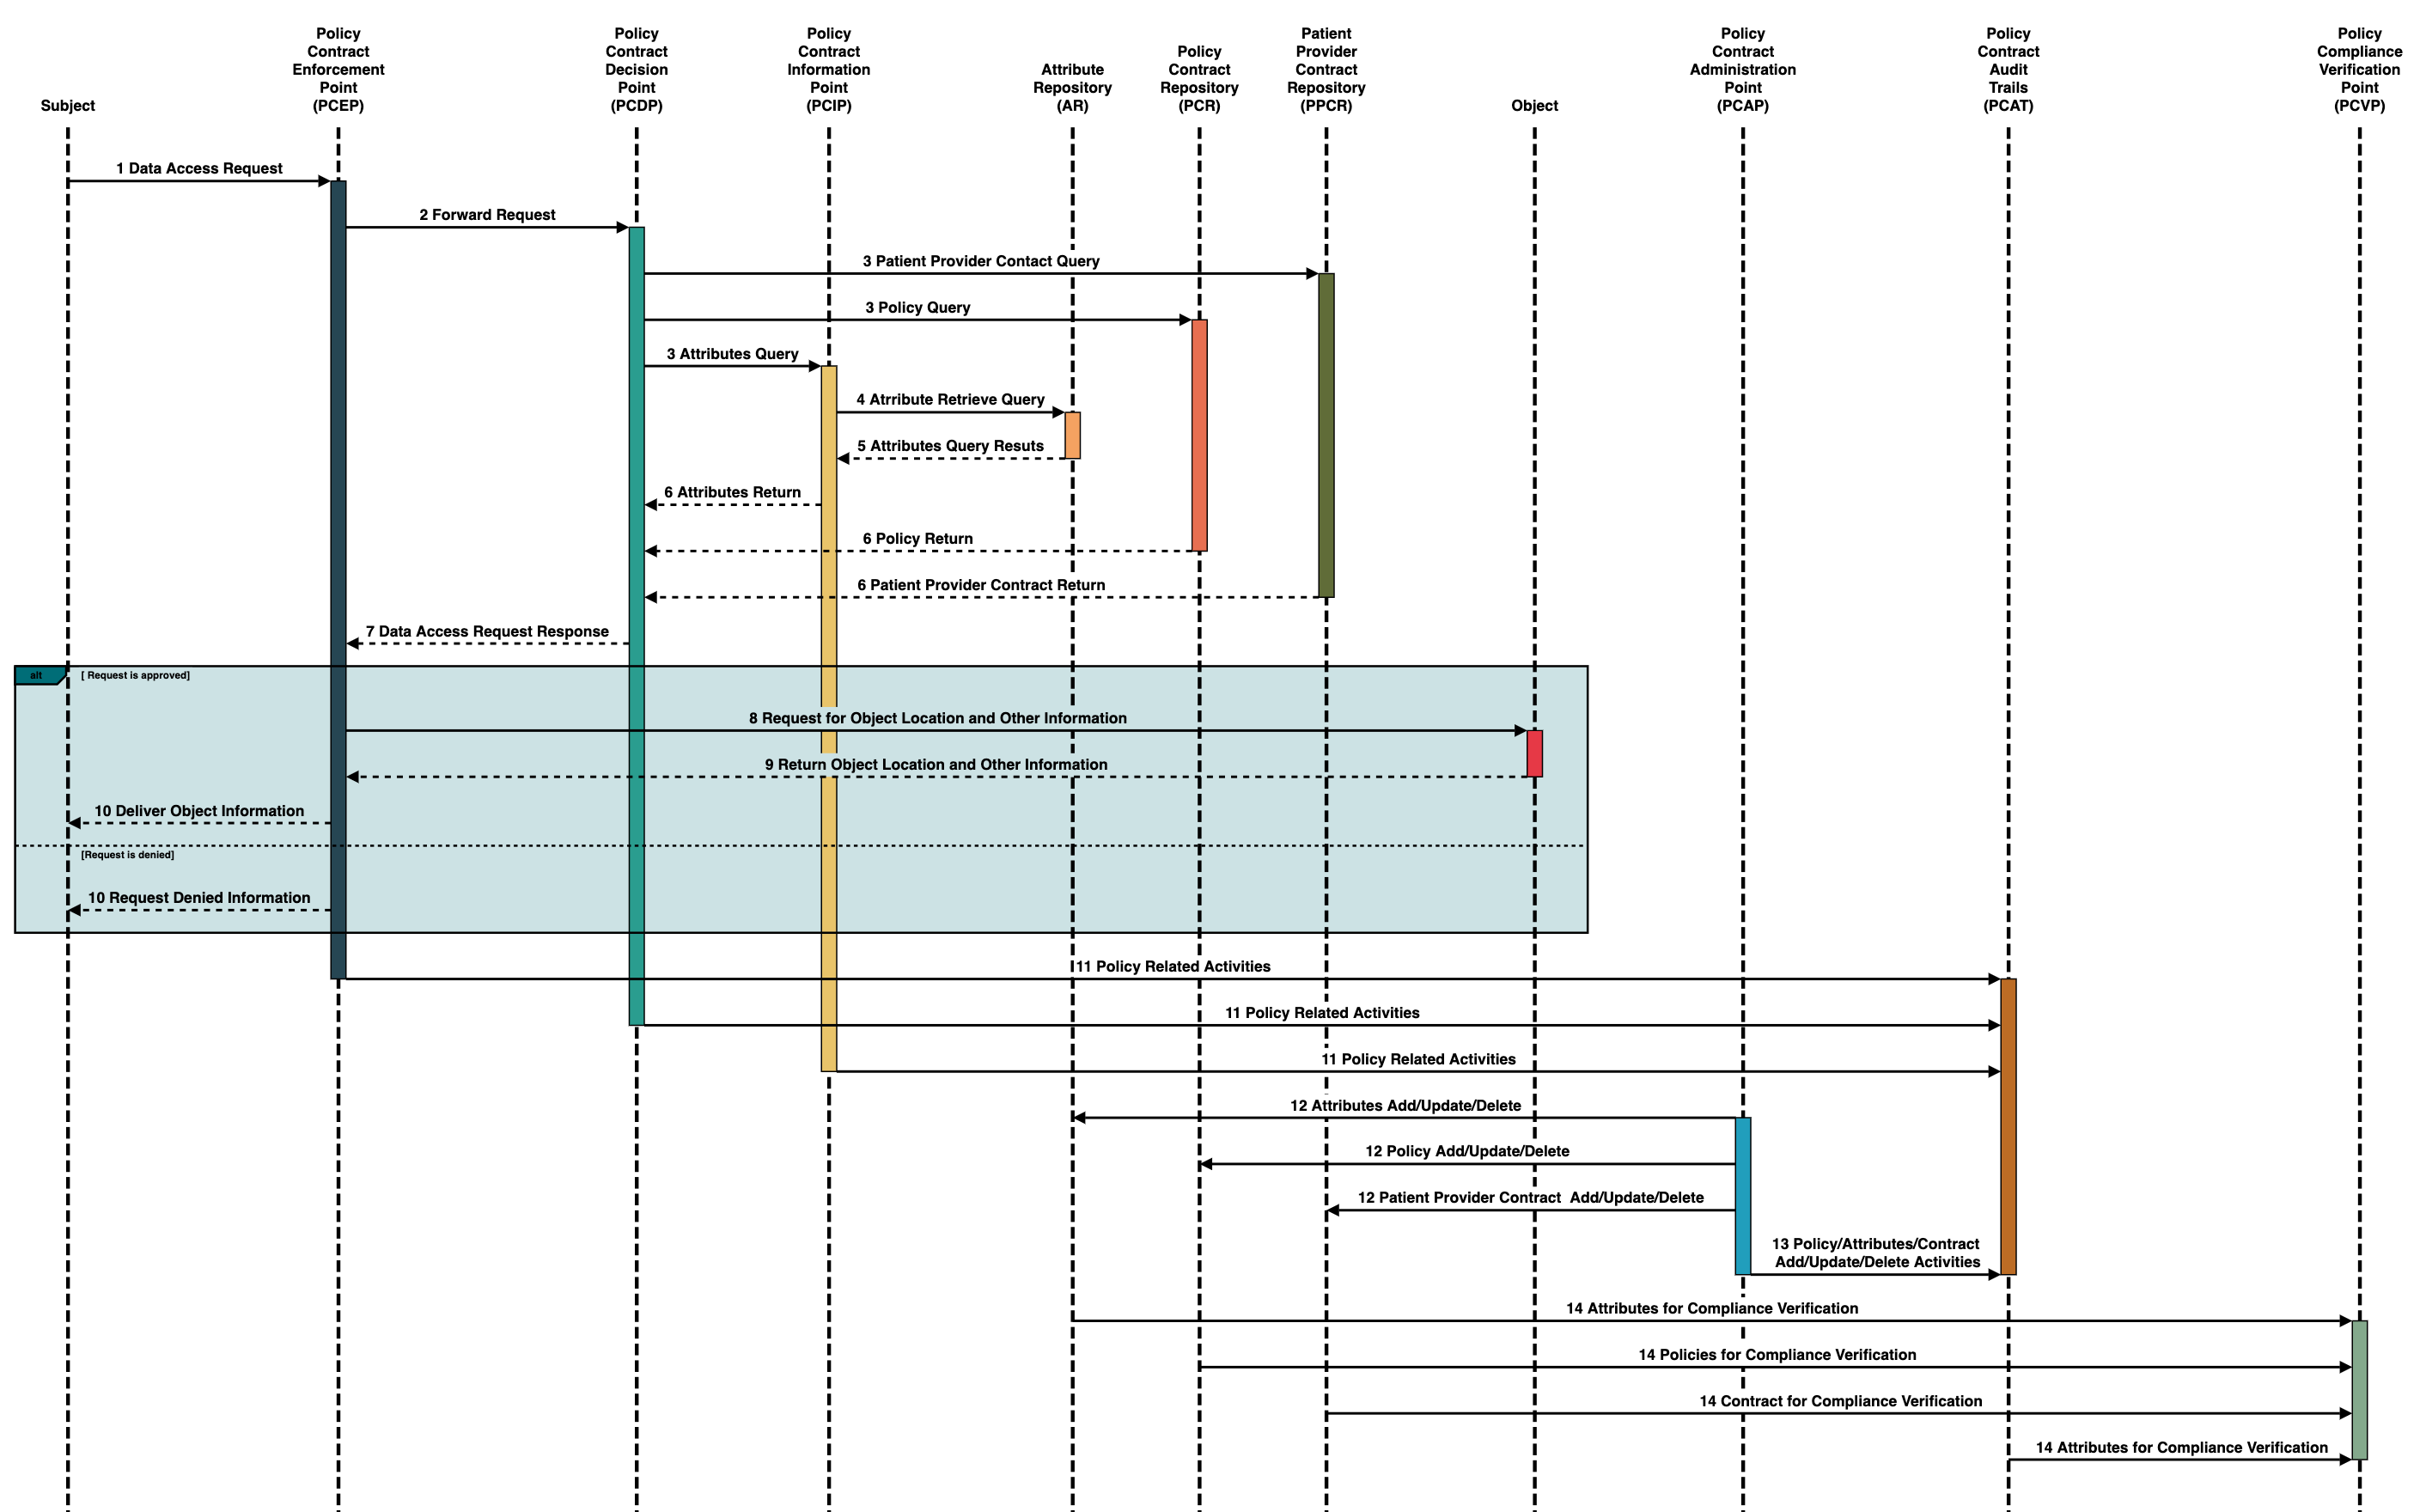 Subject
Policy
Contract
Enforcement
Point
(PCEP)
Policy
Contract
Decision
Point
(PCDP)
Policy
Contract
Information
Point
(PCIP)
Attribute
Repository
(AR)
Policy
Contract
Repository
(PCR)
Patient
Provider
Contract
Repository
(PPCR)
Object
Policy
Contract
Administration
Point
(PCAP)
Policy
Contract
Audit
Trails
(PCAT)
Policy
Compliance
Verification
Point
(PCVP)
1 Data Access Request
2 Forward Request
3 Patient Provider Contact Query
3 Policy Query
3 Attributes Query
4 Atrribute Retrieve Query
5 Attributes Query Resuts
6 Attributes Return
6 Policy Return
6 Patient Provider Contract Return
7 Data Access Request Response
alt
[ Request is approved]
8 Request for Object Location and Other Information
9 Return Object Location and Other Information
10 Deliver Object Information
[Request is denied]
10 Request Denied Information
11 Policy Related Activities
11 Policy Related Activities
11 Policy Related Activities
12 Attributes Add/Update/Delete
12 Policy Add/Update/Delete
12 Patient Provider Contract  Add/Update/Delete
13 Policy/Attributes/Contract
Add/Update/Delete Activities
14 Attributes for Compliance Verification
14 Policies for Compliance Verification
14 Contract for Compliance Verification
14 Attributes for Compliance Verification